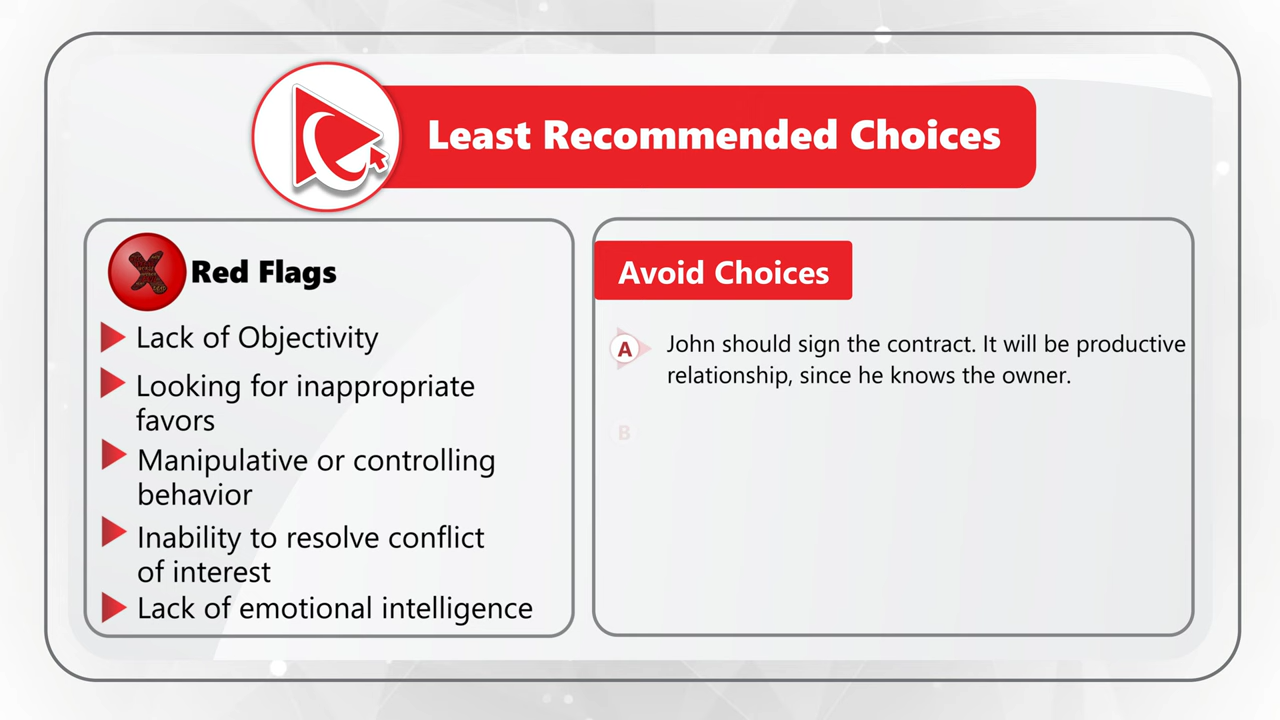 Least Recommended Choices
Red Flags
Lack of Objectivity
Looking for inappropriate
favors
Manipulative or controlling
behavior
Inability to resolve conflict
of interest
Lack of emotional intelligence
Avoid Choices
A
John should sign the contract. It will be productive
relationship, since he knows the owner.
B